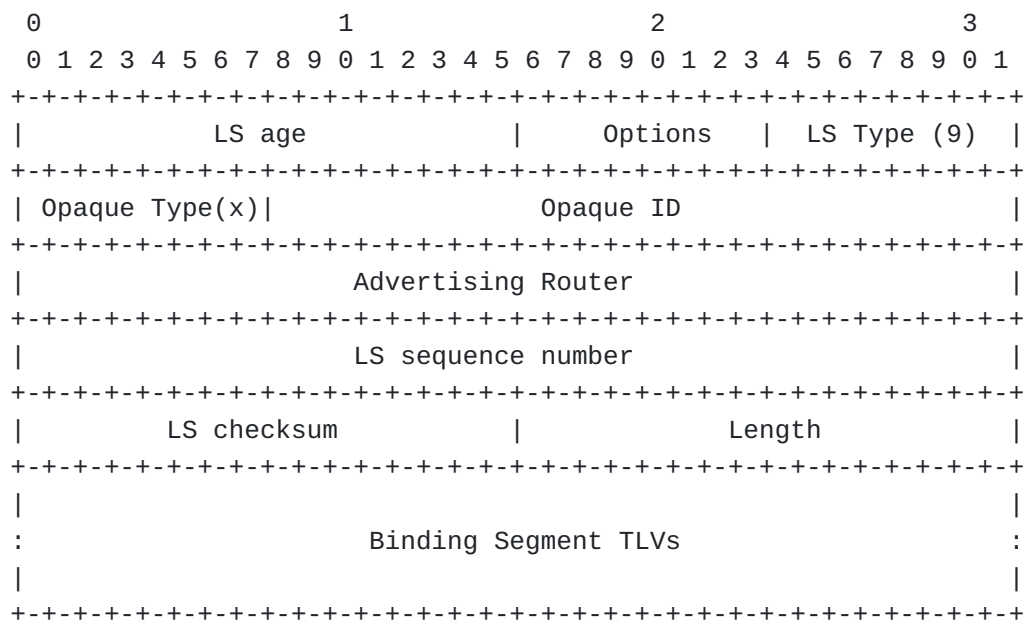 0                   1                   2                   3
 0 1 2 3 4 5 6 7 8 9 0 1 2 3 4 5 6 7 8 9 0 1 2 3 4 5 6 7 8 9 0 1
+-+-+-+-+-+-+-+-+-+-+-+-+-+-+-+-+-+-+-+-+-+-+-+-+-+-+-+-+-+-+-+-+
|            LS age             |     Options   |  LS Type (9)  |
+-+-+-+-+-+-+-+-+-+-+-+-+-+-+-+-+-+-+-+-+-+-+-+-+-+-+-+-+-+-+-+-+
| Opaque Type(x)|                 Opaque ID                     |
+-+-+-+-+-+-+-+-+-+-+-+-+-+-+-+-+-+-+-+-+-+-+-+-+-+-+-+-+-+-+-+-+
|                     Advertising Router                        |
+-+-+-+-+-+-+-+-+-+-+-+-+-+-+-+-+-+-+-+-+-+-+-+-+-+-+-+-+-+-+-+-+
|                     LS sequence number                        |
+-+-+-+-+-+-+-+-+-+-+-+-+-+-+-+-+-+-+-+-+-+-+-+-+-+-+-+-+-+-+-+-+
|         LS checksum           |             Length            |
+-+-+-+-+-+-+-+-+-+-+-+-+-+-+-+-+-+-+-+-+-+-+-+-+-+-+-+-+-+-+-+-+
|                                                               |
:                      Binding Segment TLVs                     :
|                                                               |
+-+-+-+-+-+-+-+-+-+-+-+-+-+-+-+-+-+-+-+-+-+-+-+-+-+-+-+-+-+-+-+-+